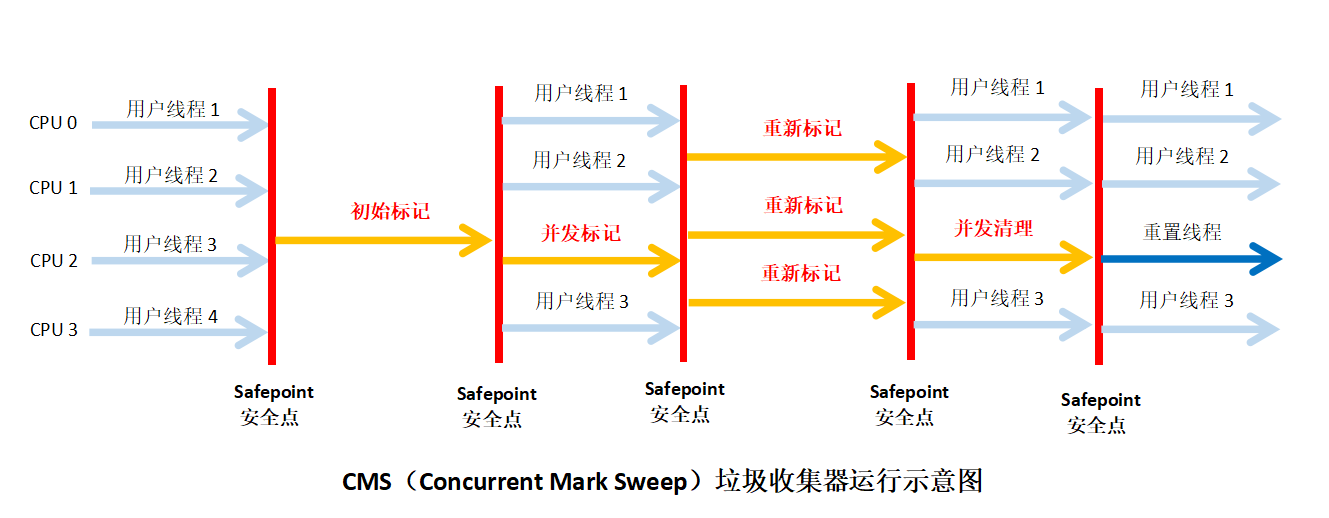 CPU 0
用户线程 1
CPU 1
用户线程 2
CPU 2
用户线程 3
CPU 3
用户线程 4
初始标记
用户线程 1
用户线程 2
并发标记
用户线程 3
重新标记
重新标记
重新标记
用户线程 1
用户线程 2
并发清理
用户线程 3
用户线程 1
用户线程 2
重置线程
用户线程 3
Safepoint
安全点
Safepoint
安全点
Safepoint
安全点
Safepoint
安全点
Safepoint
安全点
CMS（Concurrent Mark Sweep）垃圾收集器运行示意图